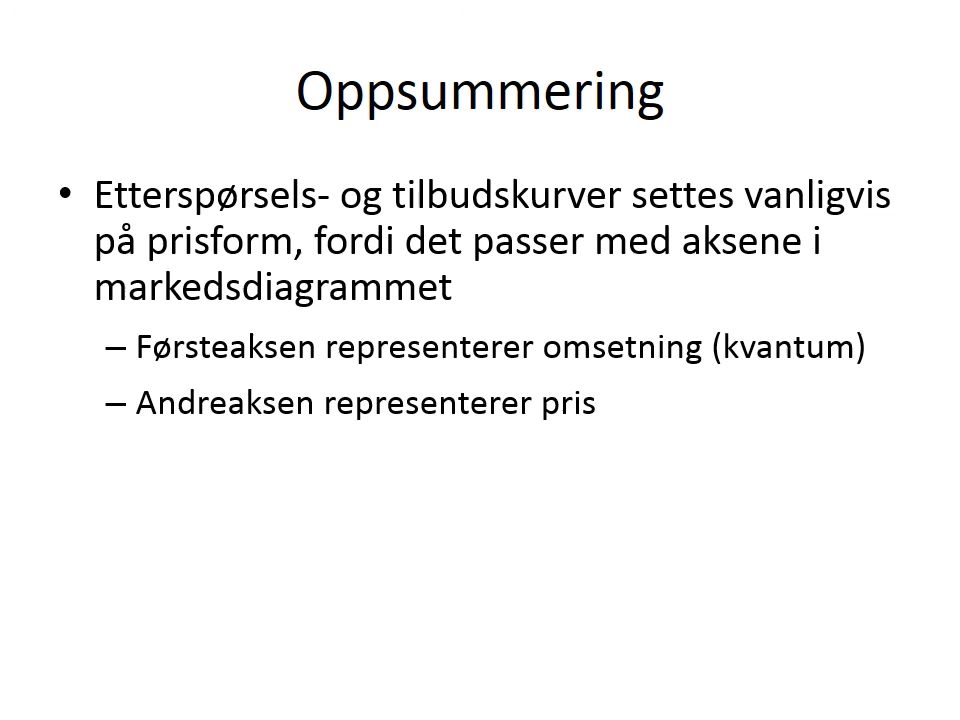 Oppsummering
• Etterspørsels- og tilbudskurver settes vanligvis
på prisform, fordi det passer med aksene i
markedsdiagrammet
– Førsteaksen representerer omsetning (kvantum)
– Andreaksen representerer pris